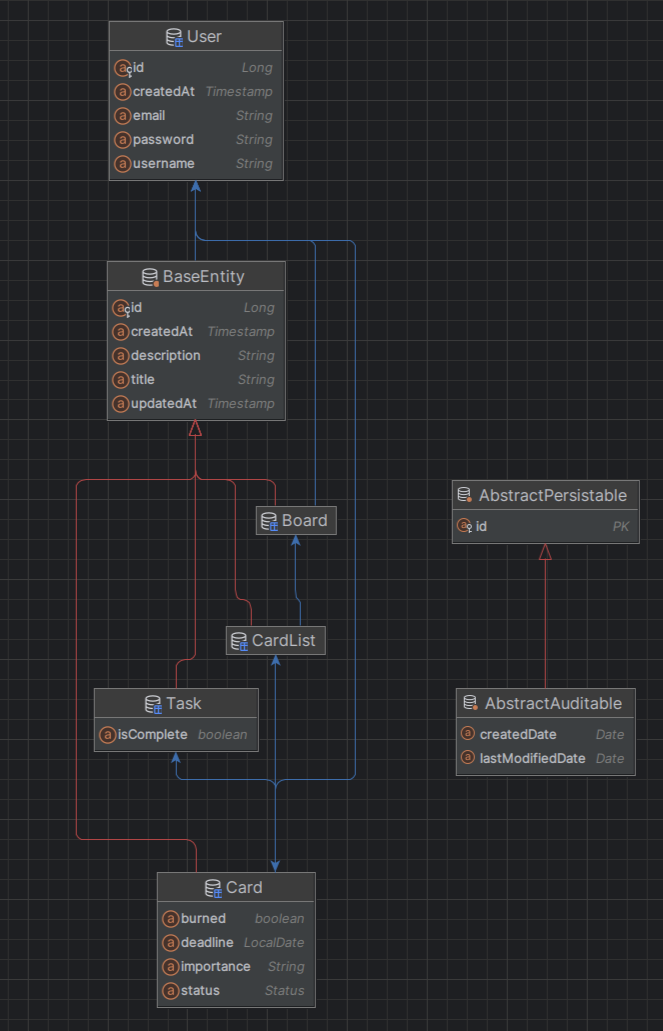 User
id Long
createdAt Timestamp
email String
password String
username String
BaseEntity
id Long
createdAt Timestamp
description String
title String
updatedAt Timestamp
AbstractPersistable
id PK
Board
CardList
Task
isComplete boolean
AbstractAuditable
createdDate Date
lastModifiedDate Date
Card
burned boolean
deadline LocalDate
importance String
status Status